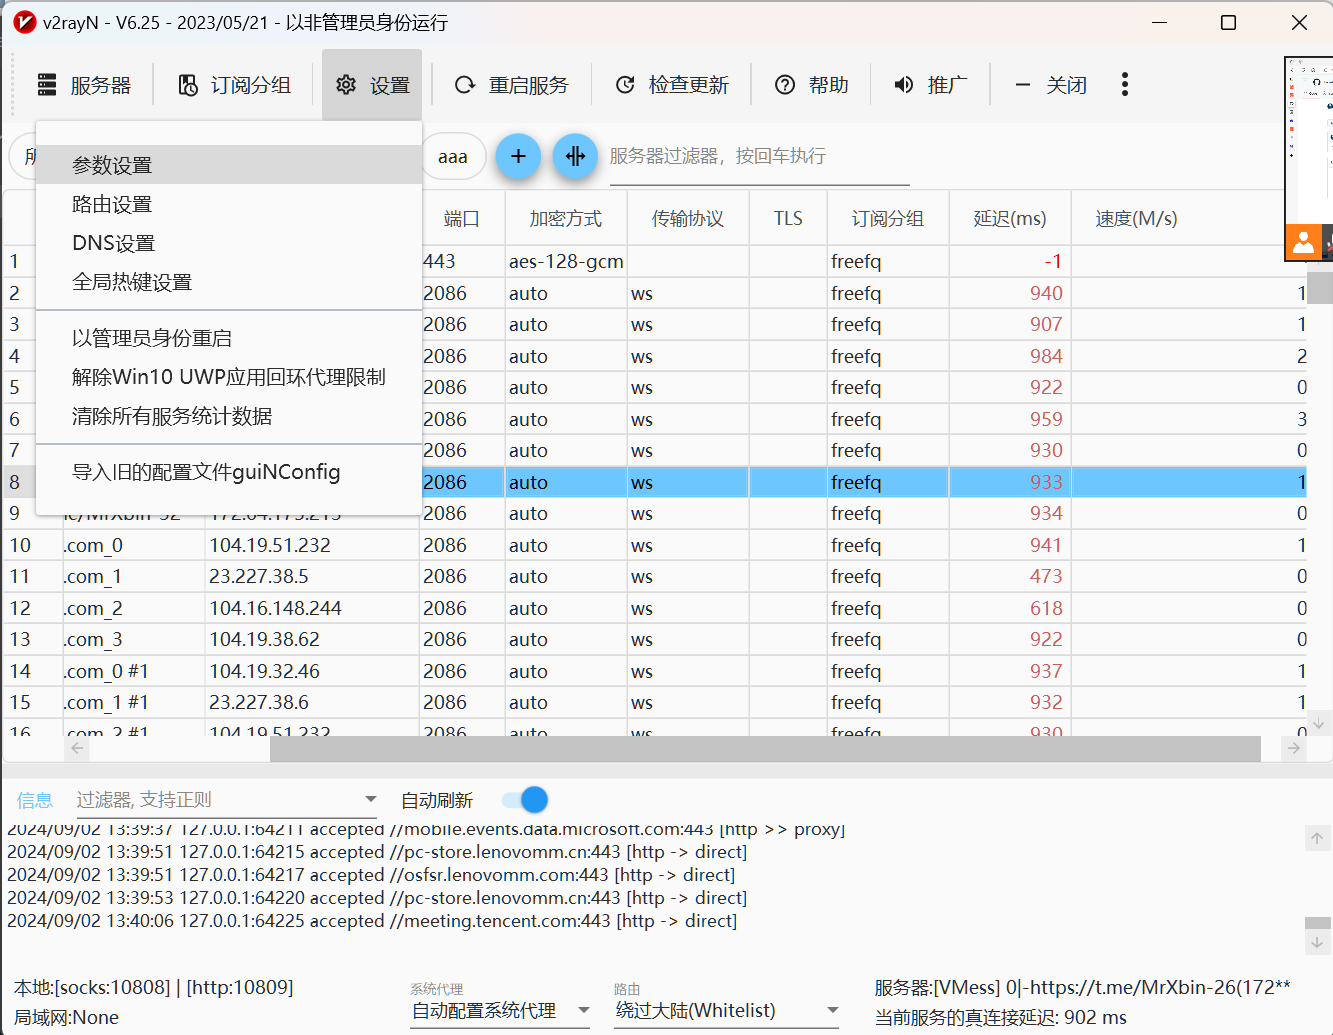 v2rayN - V6.25 - 2023/05/21 - 以非管理员身份运行
服务器 订阅分组 设置 重启服务 检查更新 帮助 推广 关闭
aaa 服务器过滤器，按回车执行
参数设置
路由设置
DNS设置
全局热键设置
以管理员身份重启
解除Win10 UWP应用回环代理限制
清除所有服务统计数据
导入旧的配置文件guiNConfig
端口 加密方式 传输协议 TLS 订阅分组 延迟(ms) 速度(M/s)
1 443 aes-128-gcm freefq -1
2 2086 auto ws freefq 940 1
3 2086 auto ws freefq 907 1
4 2086 auto ws freefq 984 2
5 2086 auto ws freefq 922 0
6 2086 auto ws freefq 959 3
7 2086 auto ws freefq 930 0
8 2086 auto ws freefq 933 1
9 2086 auto ws freefq 934 0
10 .com_0 104.19.51.232 2086 auto ws freefq 941 1
11 .com_1 23.227.38.5 2086 auto ws freefq 473 0
12 .com_2 104.16.148.244 2086 auto ws freefq 618 0
13 .com_3 104.19.38.62 2086 auto ws freefq 922 0
14 .com_0 #1 104.19.32.46 2086 auto ws freefq 937 1
15 .com_1 #1 23.227.38.6 2086 auto ws freefq 932 1
16 .com_2 #1 104.19.51.232 2086 auto ws freefq 930 0
信息 过滤器, 支持正则 自动刷新
2024/09/02 13:39:37 127.0.0.1:64211 accepted //mobile.events.data.microsoft.com:443 [http >> proxy]
2024/09/02 13:39:51 127.0.0.1:64215 accepted //pc-store.lenovomm.cn:443 [http -> direct]
2024/09/02 13:39:51 127.0.0.1:64217 accepted //osfsr.lenovomm.com:443 [http -> direct]
2024/09/02 13:39:53 127.0.0.1:64220 accepted //pc-store.lenovomm.cn:443 [http -> direct]
2024/09/02 13:40:06 127.0.0.1:64225 accepted //meeting.tencent.com:443 [http -> direct]
本地:[socks:10808] | [http:10809]
局域网:None
系统代理
自动配置系统代理
路由
绕过大陆(Whitelist)
服务器:[VMess] 0|-https://t.me/MrXbin-26(172**
当前服务的真连接延迟: 902 ms